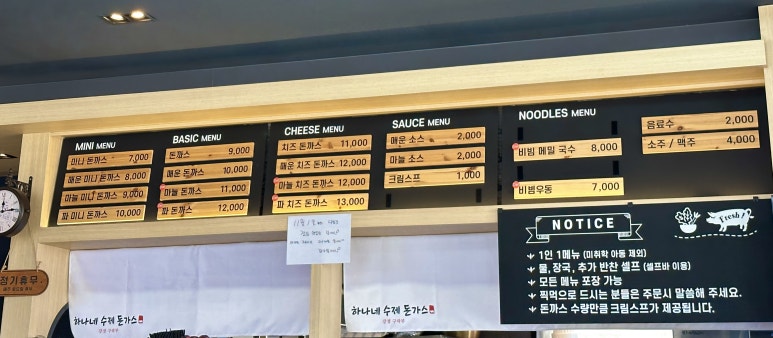 MINI MENU
미니 돈까스 7,000
매운 미니 돈까스 8,000
마늘 미니 돈까스 9,000
파 미니 돈까스 10,000
BASIC MENU
돈까스 9,000
매운 돈까스 10,000
마늘 돈까스 11,000
파 돈까스 12,000
CHEESE MENU
치즈 돈까스 11,000
매운 치즈 돈까스 12,000
마늘 치즈 돈까스 12,000
파 치즈 돈까스 13,000
SAUCE MENU
매운 소스 2,000
마늘 소스 2,000
크림스프 1,000
NOODLES MENU
비빔 메밀 국수 8,000
비빔우동 7,000
음료수 2,000
소주 / 맥주 4,000
NOTICE
Fresh!
1인 1메뉴 (미취학 아동 제외)
물, 장국, 추가 반찬 셀프 (셀프바 이용)
모든 메뉴 포장 가능
찍먹으로 드시는 분들은 주문시 말씀해 주세요.
돈까스 수량만큼 크림스프가 제공됩니다.
정기휴무
하나네 수제 돈가스
하나네 수제 돈가스